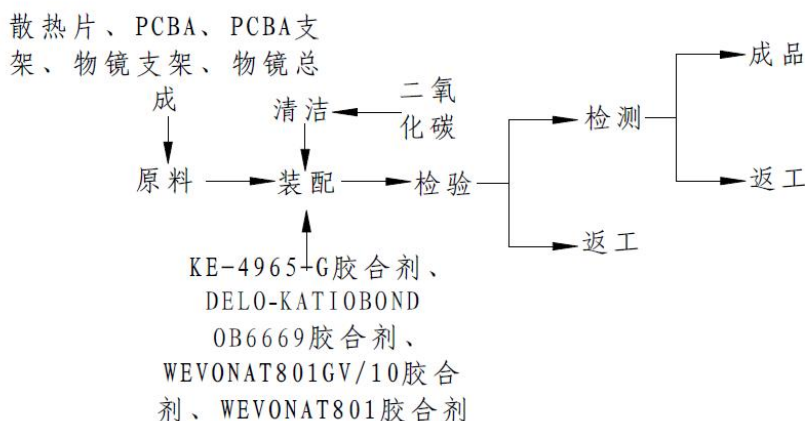 散热片、PCBA、PCBA支
架、物镜支架、物镜总
成
清洁
二氧
化碳
原料
装配
检验
检测
成品
返工
返工
KE-4965-G胶合剂、
DELO-KATIOBOND
OB6669胶合剂、
WEVONAT801GV/10胶合
剂、WEVONAT801胶合剂